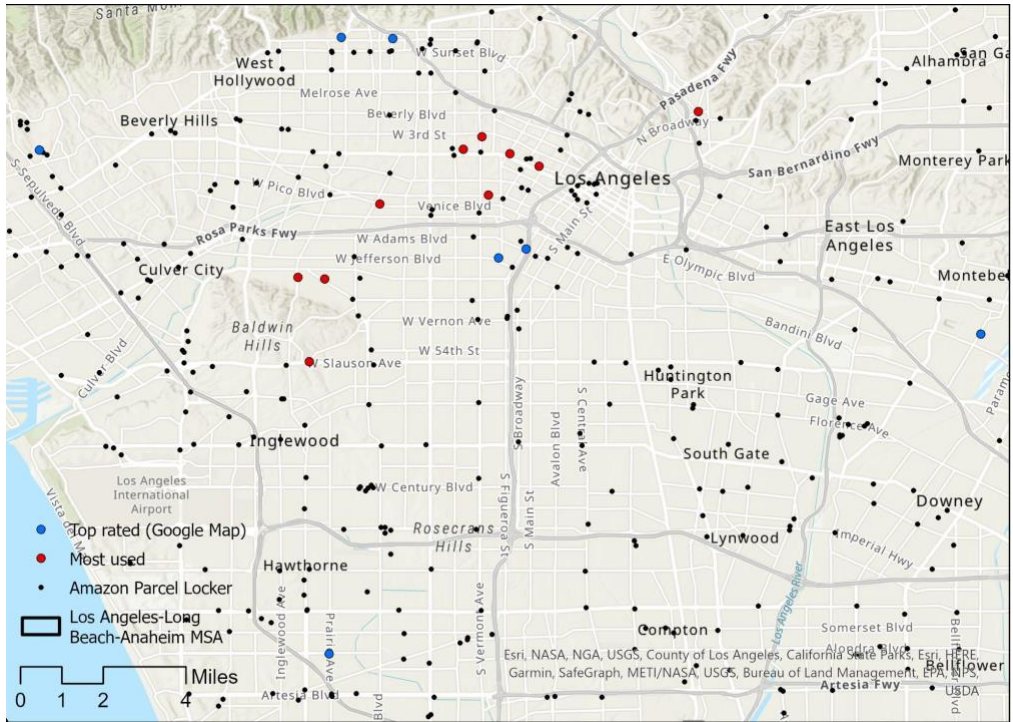 Santa Mon
West
Hollywood
W Sunset Blvd
Alhambra
San Ga
Melrose Ave
Pasadena Fwy
Beverly Hills
Beverly Blvd
W 3rd St
N Broadway
San Bernardino Fwy
Monterey Park
Los Angeles
S Sepulveda Blvd
W Pico Blvd
Venice Blvd
S Main St
Rosa Parks Fwy
W Adams Blvd
East Los
Angeles
Culver City
W Jefferson Blvd
E Olympic Blvd
Montebe
Baldwin
Hills
W Vernon Ave
Bandini Blvd
Culver Blvd
W 54th St
W Slauson Ave
Huntington
Park
Paramo
S Broadway
Avalon Blvd
S Central Ave
Gage Ave
Florence Ave
Inglewood
South Gate
Los Angeles
International
Airport
W Century Blvd
S Figueroa St
S Main St
Downey
Vista del M
Top rated (Google Map)
Rosecrans
Hills
Lynwood
Imperial Hwy
Most used
Hawthorne
Amazon Parcel Locker
Los Angeles River
Los Angeles-Long
Beach-Anaheim MSA
Inglewood Ave
Prairie Ave
S Vermont Ave
Compton
Somerset Blvd
Alondra Blvd
Bellflower Blvd
Bellflower
Miles
0 1 2 4
Artesia Blvd
Blvd
Artesia Fwy
Esri, NASA, NGA, USGS, County of Los Angeles, California State Parks, Esri, HERE,
Garmin, SafeGraph, METI/NASA, USGS, Bureau of Land Management, EPA, NPS,
USDA